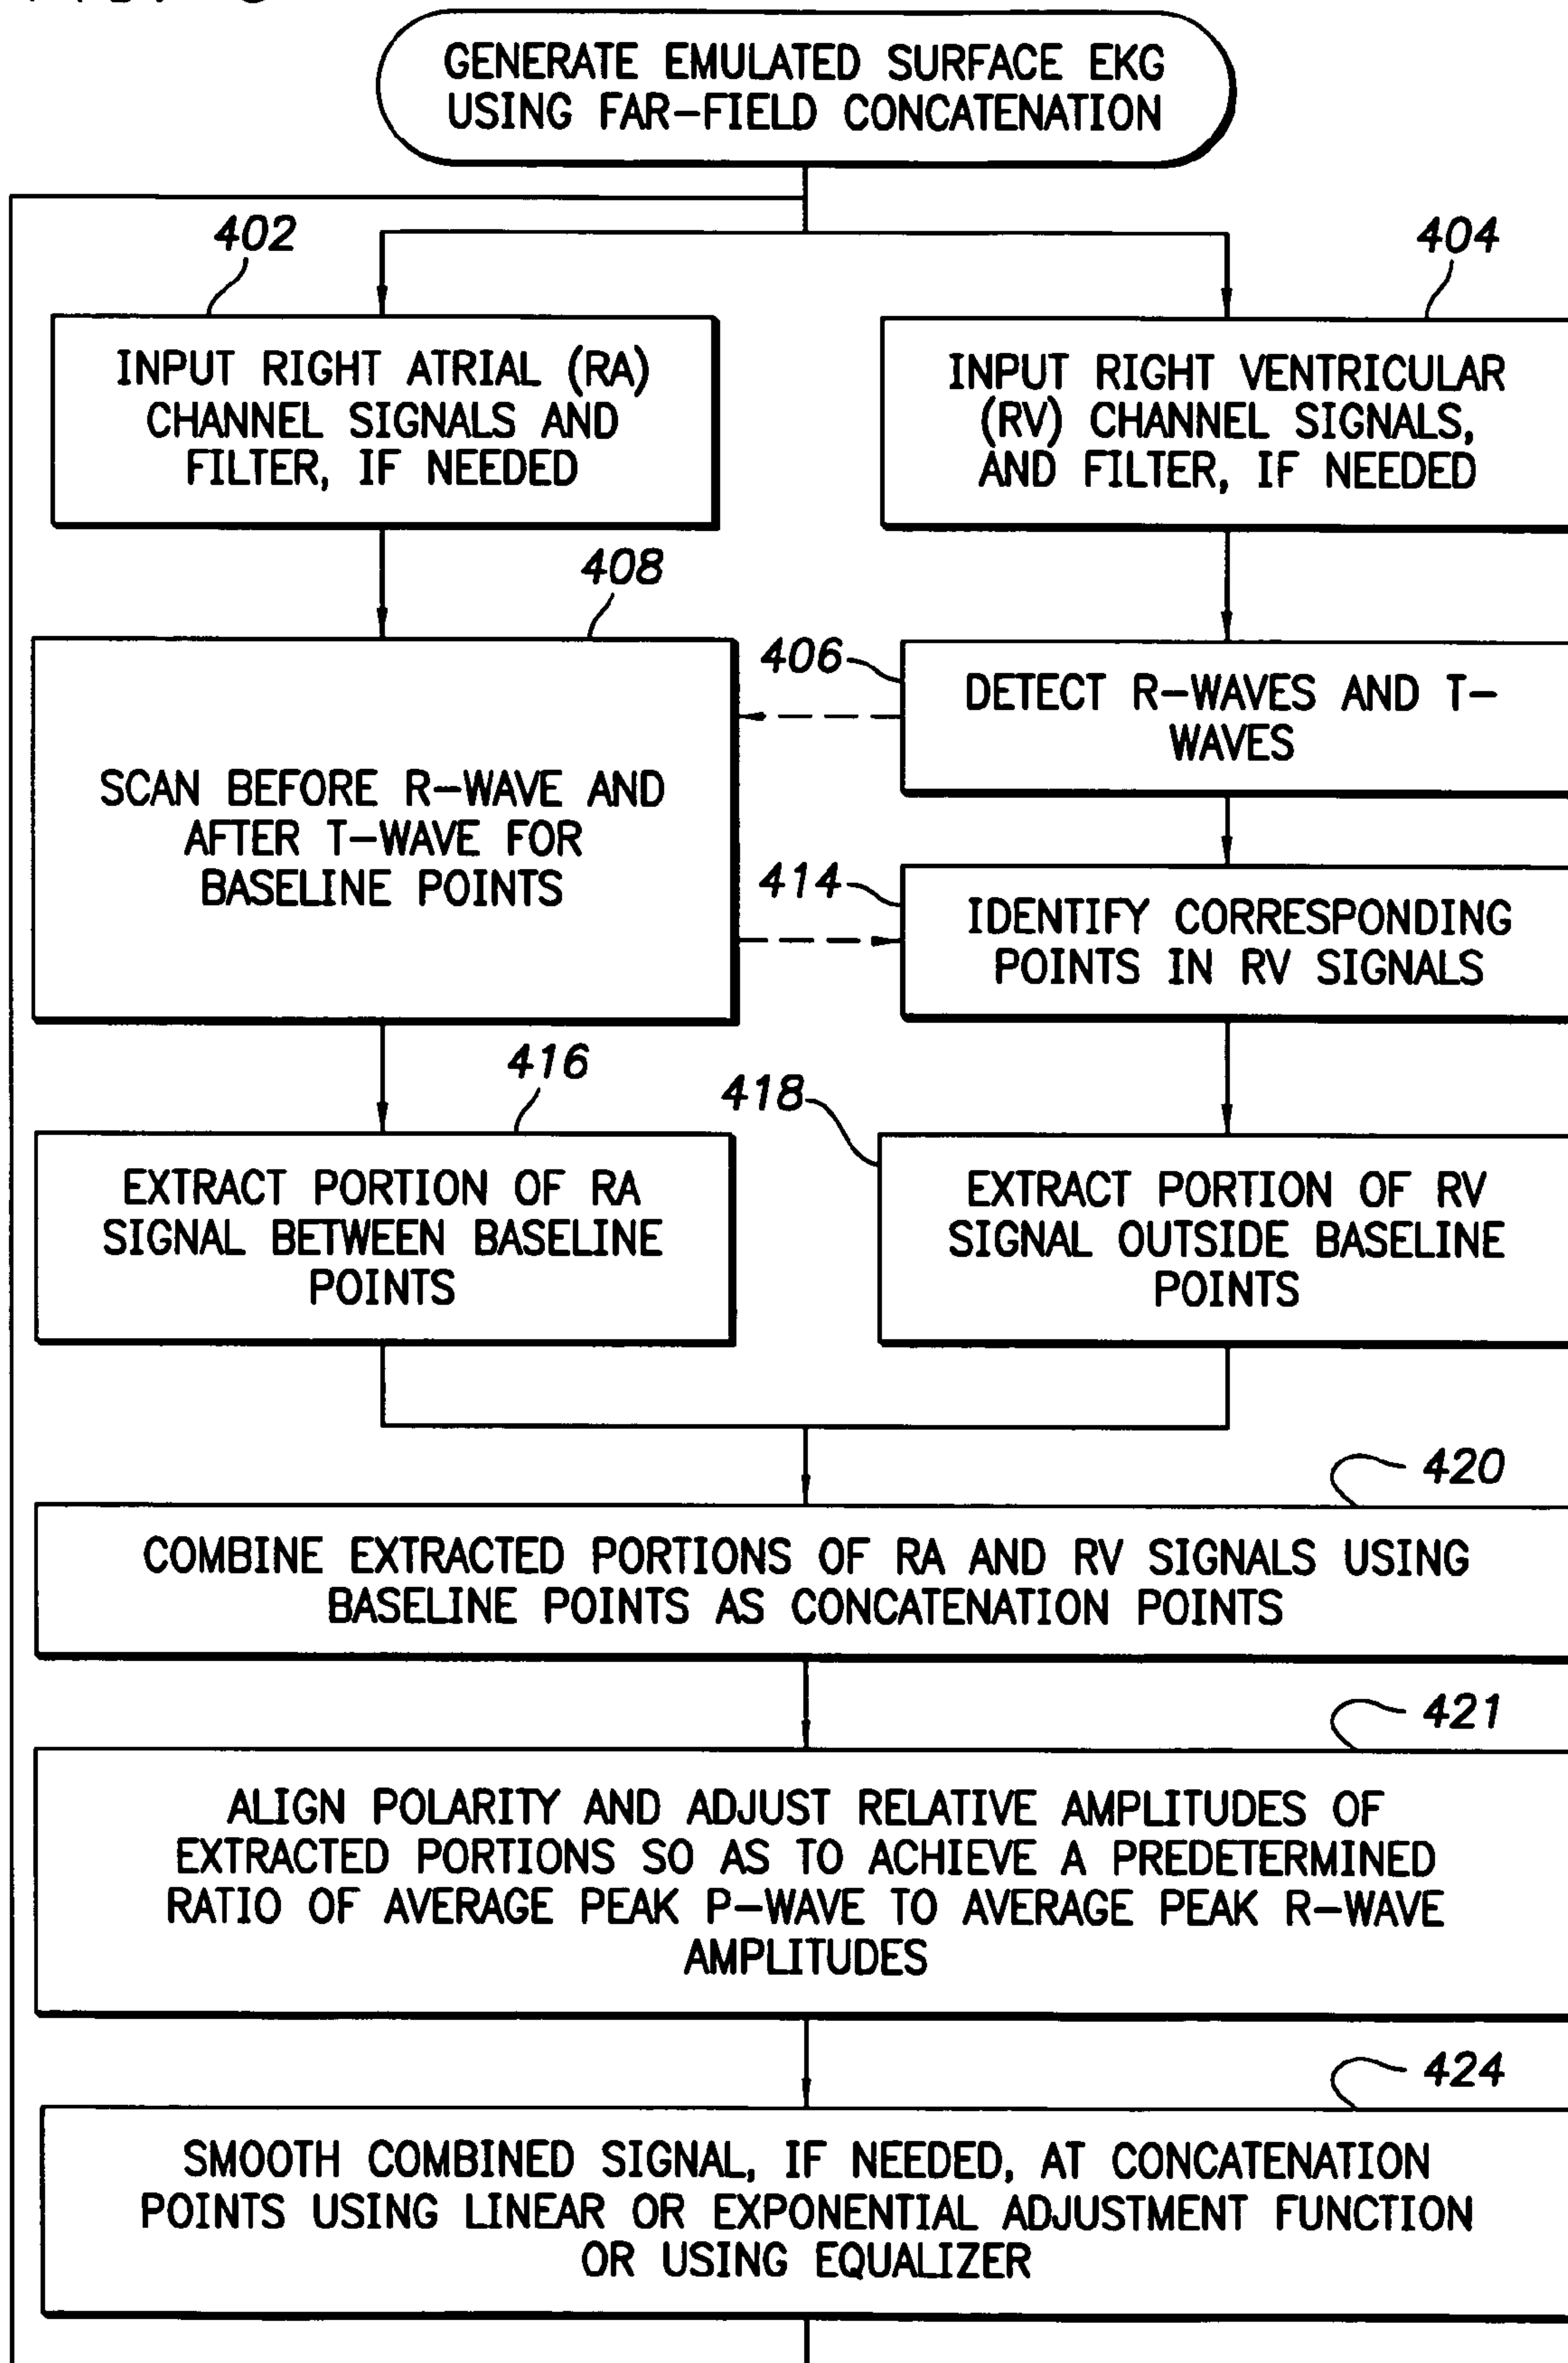 GENERATE EMULATED SURFACE EKG
USING FAR-FIELD CONCATENATION
402
404
INPUT RIGHT ATRIAL (RA)
CHANNEL SIGNALS AND
FILTER, IF NEEDED
INPUT RIGHT VENTRICULAR
(RV) CHANNEL SIGNALS,
AND FILTER, IF NEEDED
408
406
DETECT R-WAVES AND T-
WAVES
SCAN BEFORE R-WAVE AND
AFTER T-WAVE FOR
BASELINE POINTS
414
IDENTIFY CORRESPONDING
POINTS IN RV SIGNALS
416
418
EXTRACT PORTION OF RA
SIGNAL BETWEEN BASELINE
POINTS
EXTRACT PORTION OF RV
SIGNAL OUTSIDE BASELINE
POINTS
420
COMBINE EXTRACTED PORTIONS OF RA AND RV SIGNALS USING
BASELINE POINTS AS CONCATENATION POINTS
421
ALIGN POLARITY AND ADJUST RELATIVE AMPLITUDES OF
EXTRACTED PORTIONS SO AS TO ACHIEVE A PREDETERMINED
RATIO OF AVERAGE PEAK P-WAVE TO AVERAGE PEAK R-WAVE
AMPLITUDES
424
SMOOTH COMBINED SIGNAL, IF NEEDED, AT CONCATENATION
POINTS USING LINEAR OR EXPONENTIAL ADJUSTMENT FUNCTION
OR USING EQUALIZER